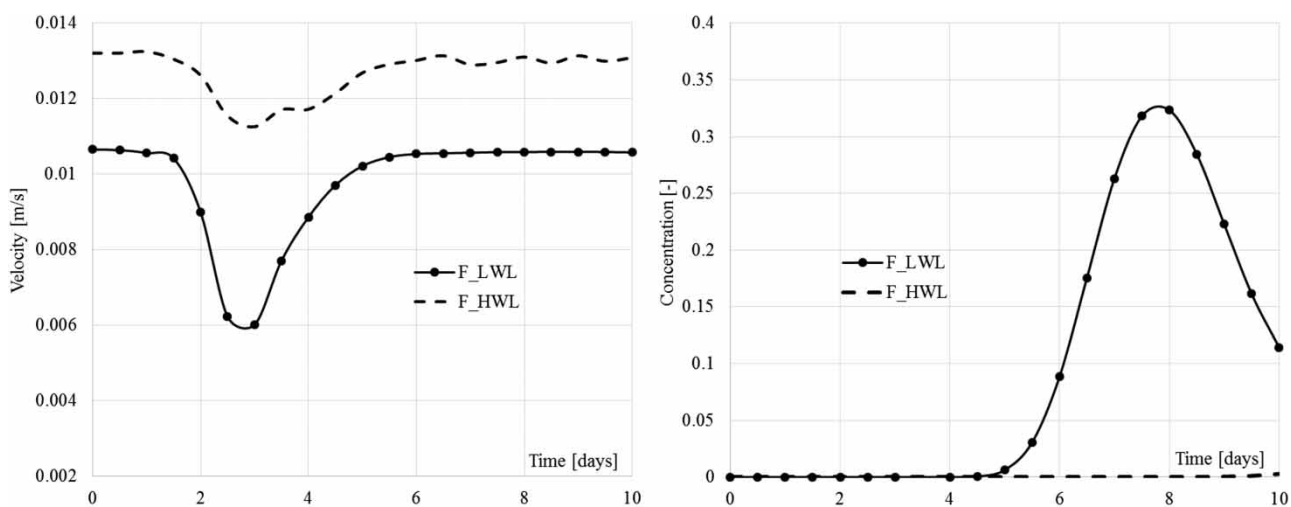 0.014
0.012
0.01
0.008
0.006
0.004
0.002
Velocity [m/s]
F_LWL
F_HWL
Time [days]
0 2 4 6 8 10
0.4
0.35
0.3
0.25
0.2
0.15
0.1
0.05
0
Concentration [-]
F_LWL
F_HWL
Time [days]
0 2 4 6 8 10